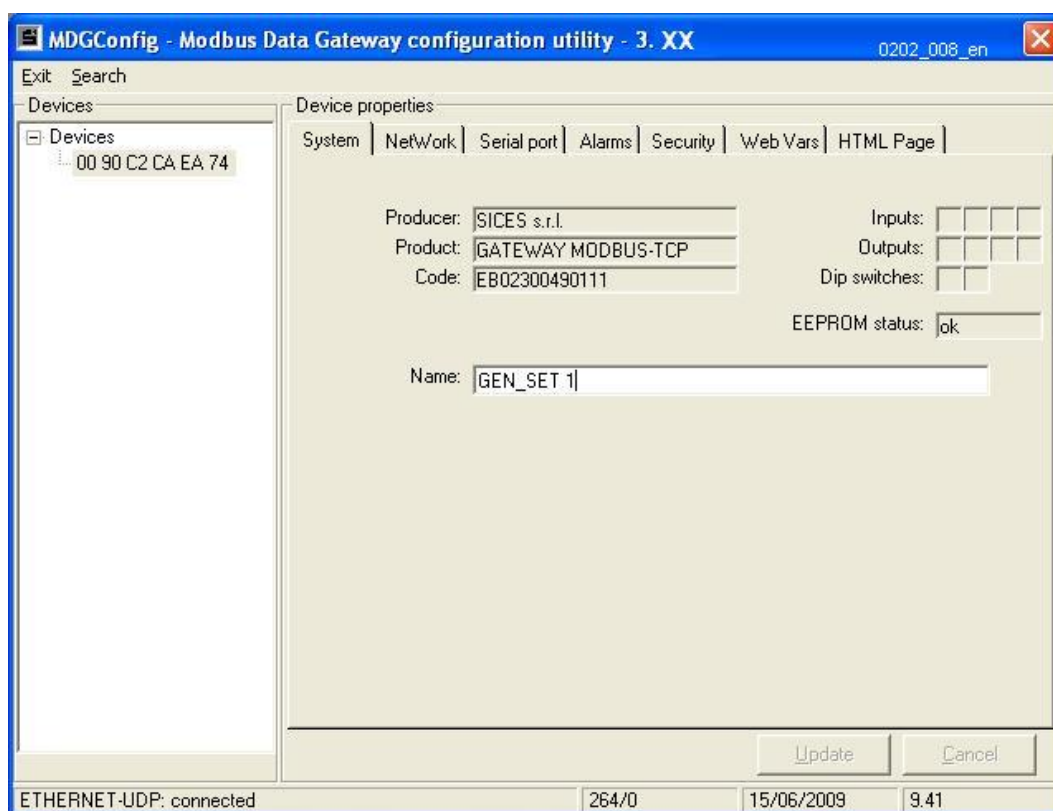 MDGConfig - Modbus Data Gateway configuration utility - 3. XX
0202_008_en
Exit Search
Devices
Devices
00 90 C2 CA EA 74
Device properties
System NetWork Serial port Alarms Security Web Vars HTML Page
Producer: SICES s.r.l. Inputs:
Product: GATEWAY MODBUS-TCP Outputs:
Code: EB02300490111 Dip switches:
EEPROM status: ok
Name: GEN_SET 1
Update Cancel
ETHERNET-UDP: connected 264/0 15/06/2009 9.41